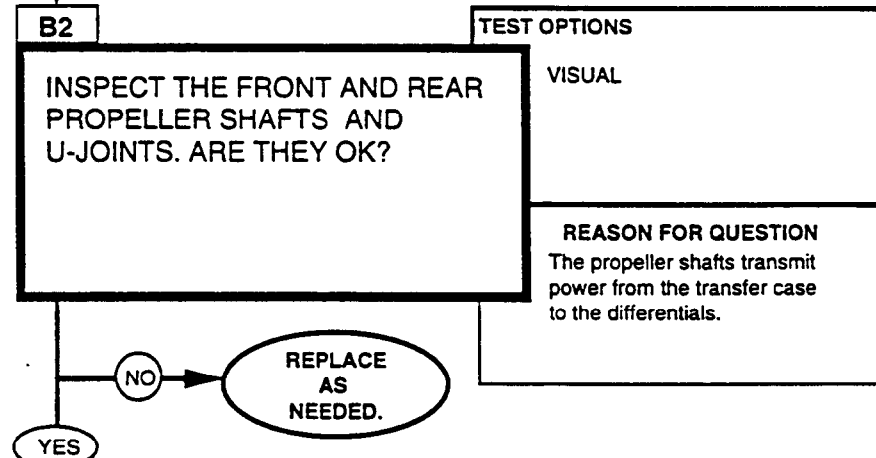 B2
TEST OPTIONS
INSPECT THE FRONT AND REAR
PROPELLER SHAFTS AND
U-JOINTS. ARE THEY OK?
VISUAL
REASON FOR QUESTION
The propeller shafts transmit
power from the transfer case
to the differentials.
NO
REPLACE
AS
NEEDED.
YES